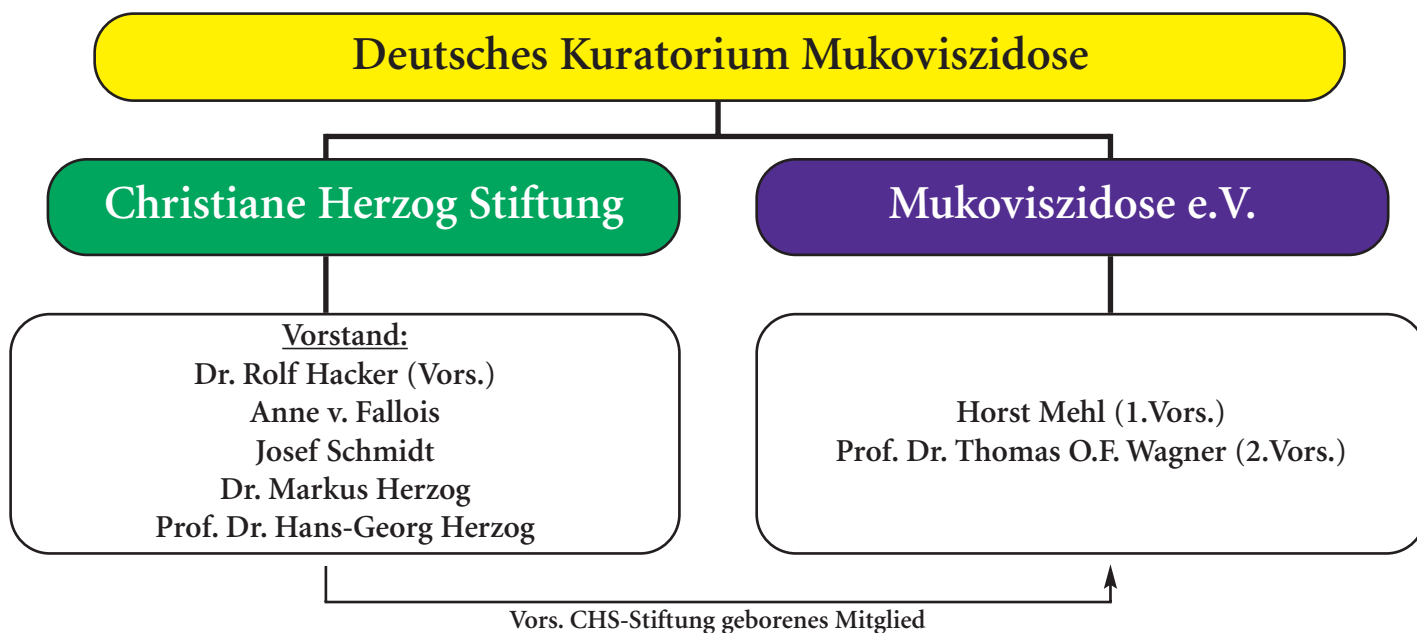 Deutsches Kuratorium Mukoviszidose
Christiane Herzog Stiftung
Mukoviszidose e.V.
Vorstand:
Dr. Rolf Hacker (Vors.)
Anne v. Fallois
Josef Schmidt
Dr. Markus Herzog
Prof. Dr. Hans-Georg Herzog
Horst Mehl (1.Vors.)
Prof. Dr. Thomas O.F. Wagner (2.Vors.)
Vors. CHS-Stiftung geborenes Mitglied